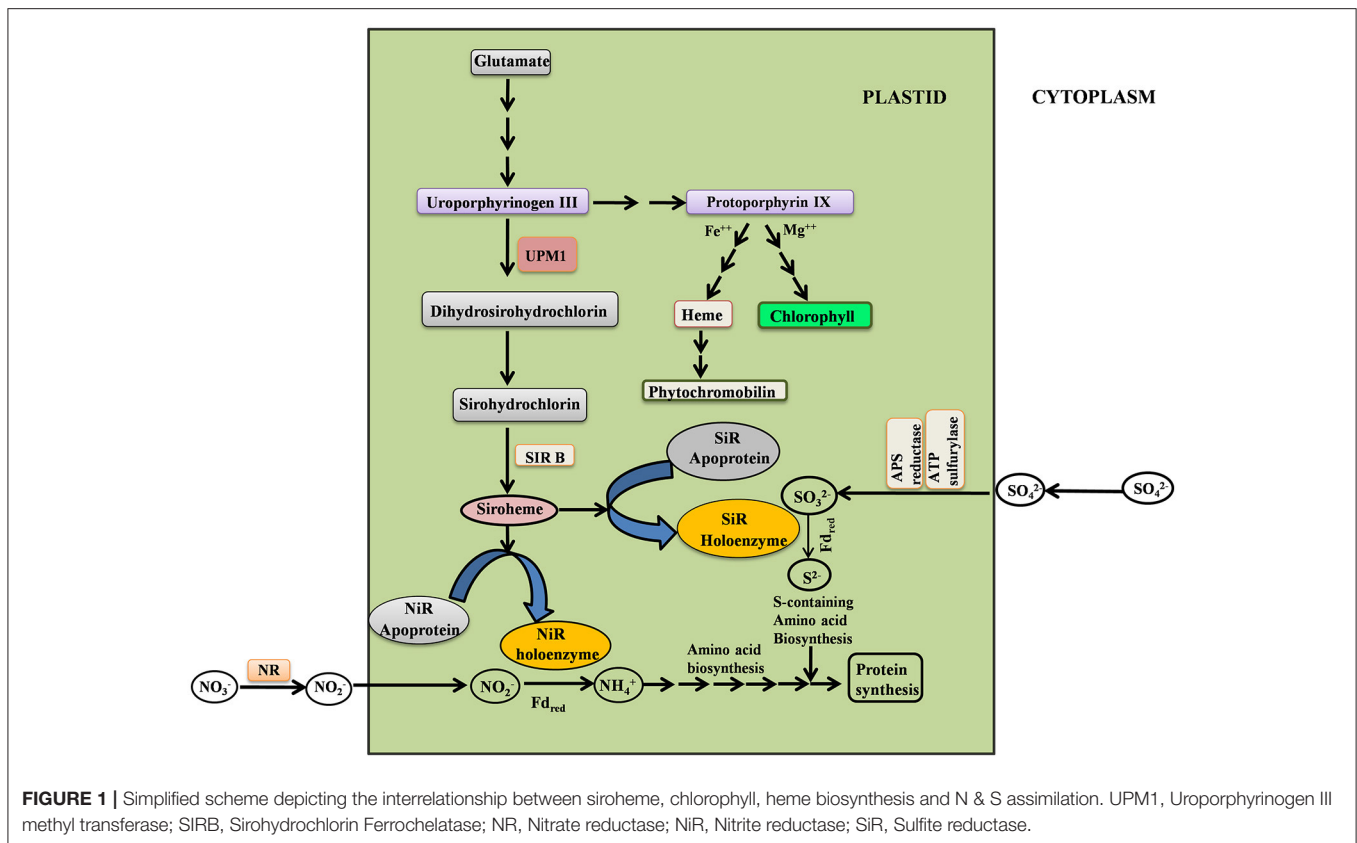 Glutamate
PLASTID
CYTOPLASM
Uroporphyrinogen III
Protoporphyrin IX
Fe⁺⁺
Mg⁺⁺
UPM1
Dihydrosirohydrochlorin
Heme
Chlorophyll
Phytochromobilin
Sirohydrochlorin
SIR B
SiR
Apoprotein
APS
reductase
ATP
sulfurylase
Siroheme
SiR
Holoenzyme
SO₃²⁻
SO₄²⁻
SO₄²⁻
Fd_red
S²⁻
S-containing
Amino acid
Biosynthesis
NiR
Apoprotein
NiR
holoenzyme
Amino acid
biosynthesis
Protein
synthesis
NR
NO₃⁻
NO₂⁻
NO₂⁻
Fd_red
NH₄⁺
FIGURE 1 | Simplified scheme depicting the interrelationship between siroheme, chlorophyll, heme biosynthesis and N & S assimilation. UPM1, Uroporphyrinogen III
methyl transferase; SIRB, Sirohydrochlorin Ferrochelatase; NR, Nitrate reductase; NiR, Nitrite reductase; SiR, Sulfite reductase.